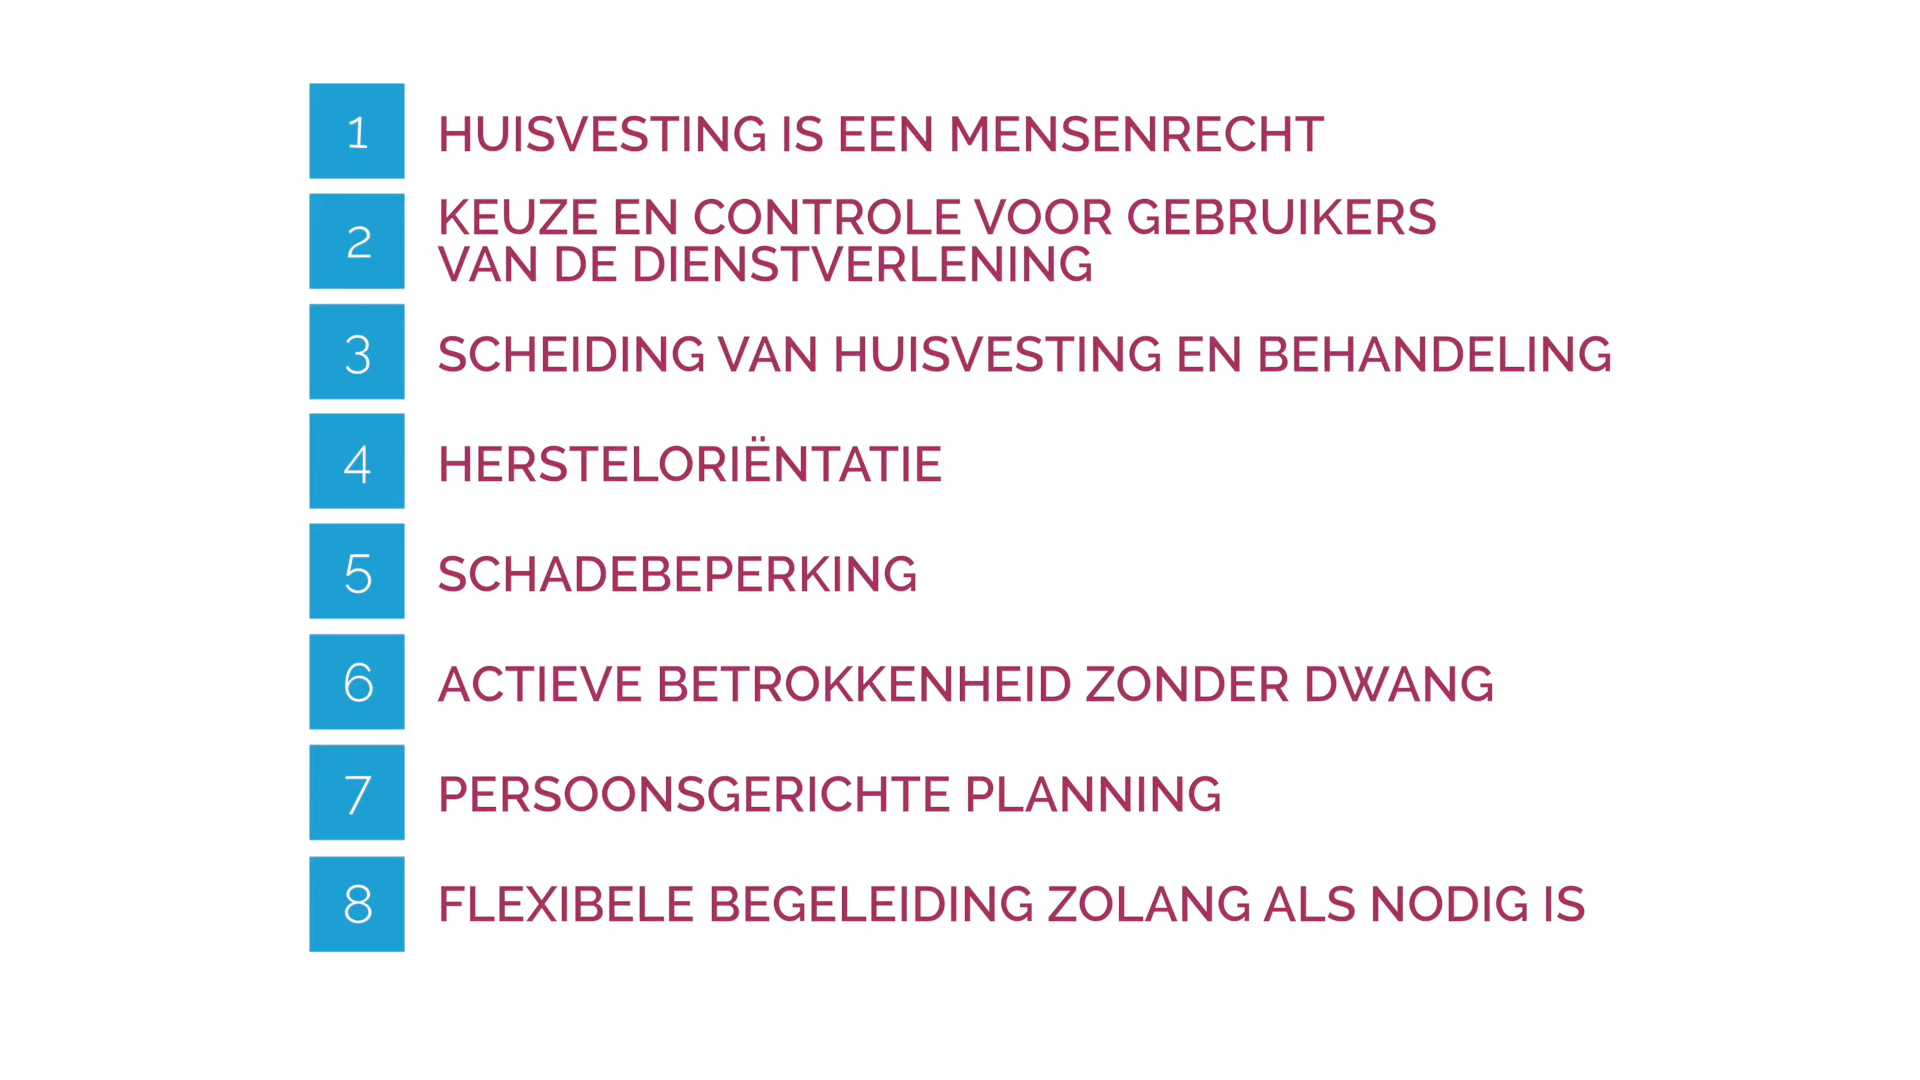 1 HUISVESTING IS EEN MENSENRECHT
2 KEUZE EN CONTROLE VOOR GEBRUIKERS
VAN DE DIENSTVERLENING
3 SCHEIDING VAN HUISVESTING EN BEHANDELING
4 HERSTELORIËNTATIE
5 SCHADEBEPERKING
6 ACTIEVE BETROKKENHEID ZONDER DWANG
7 PERSOONSGERICHTE PLANNING
8 FLEXIBELE BEGELEIDING ZOLANG ALS NODIG IS